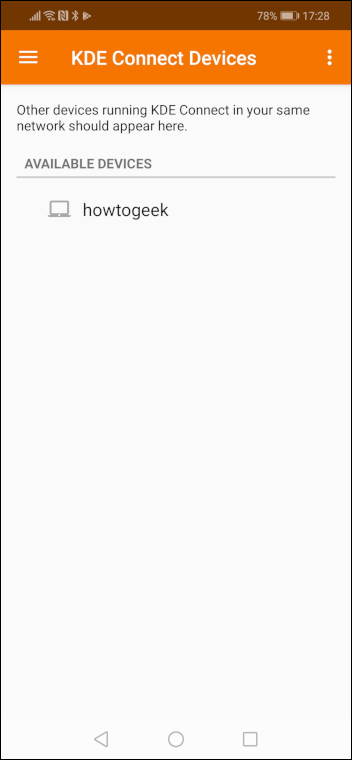 78% 17:28
KDE Connect Devices
Other devices running KDE Connect in your same
network should appear here.
AVAILABLE DEVICES
howtogeek